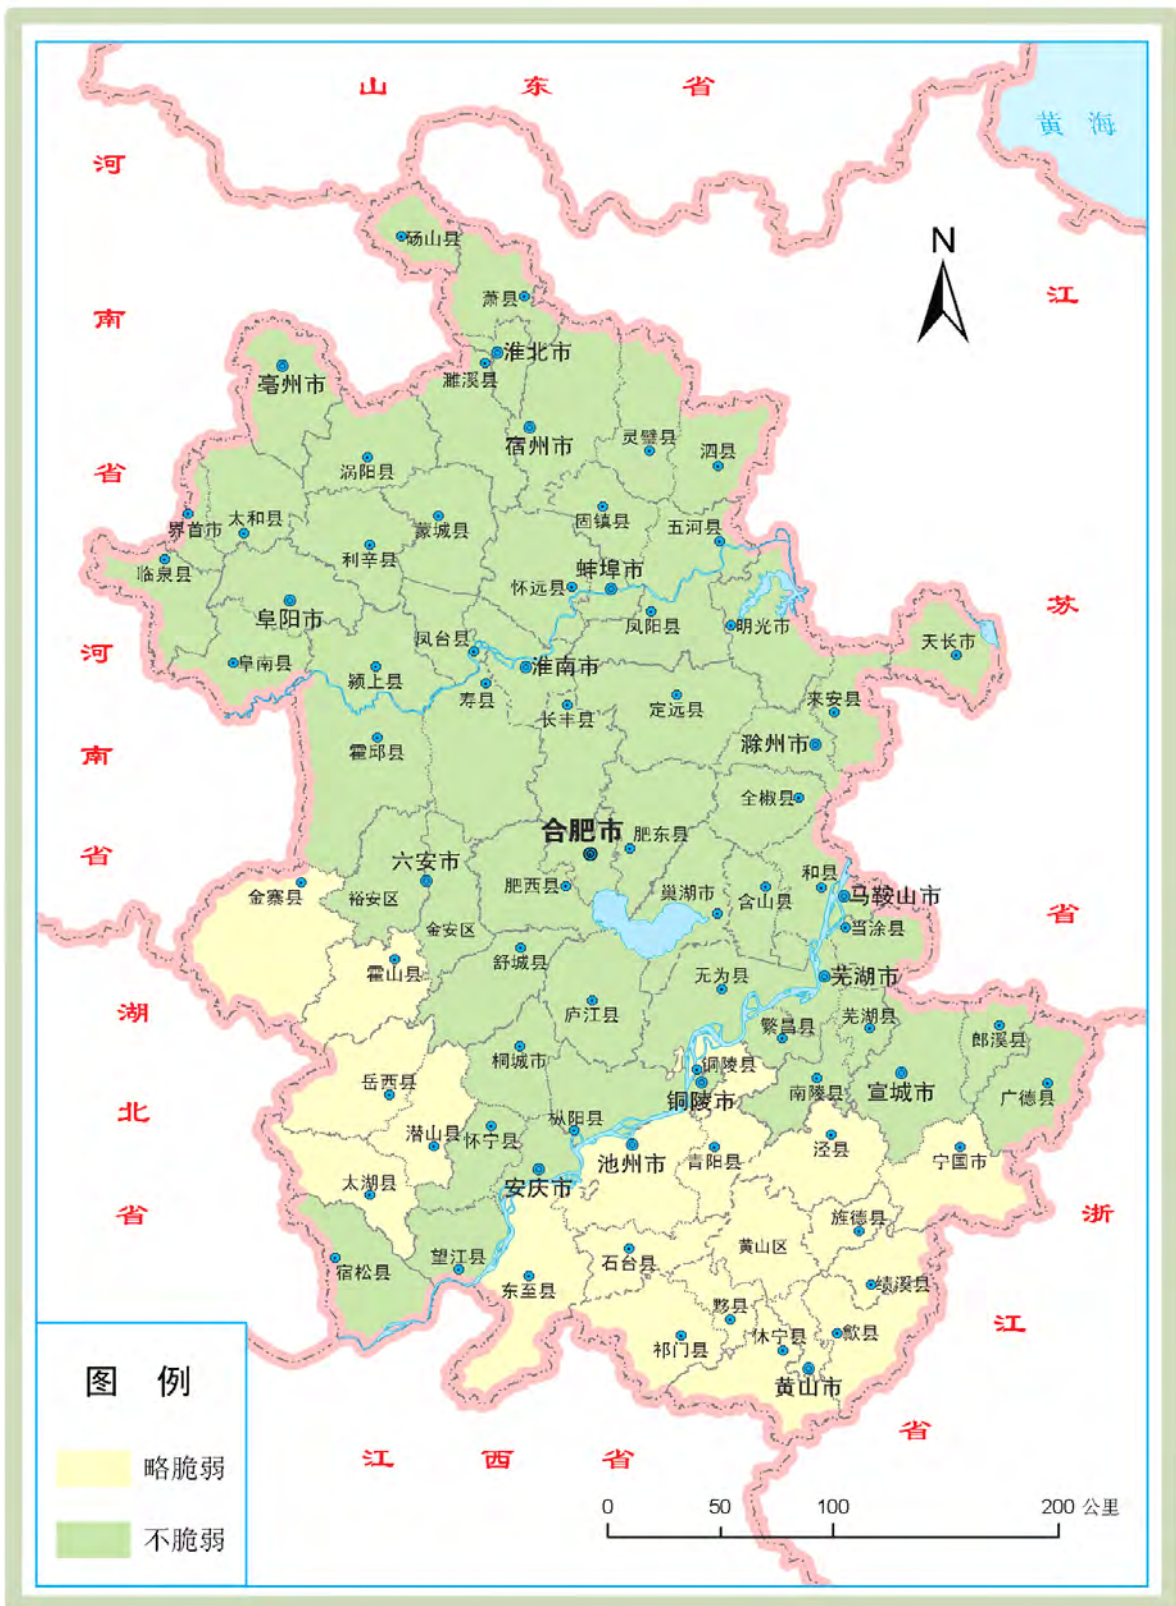 山 东 省
黄 海
河 南 省
河 南 省
湖 北 省
江 西 省
江 苏 省
浙 江 省
N
砀山县
萧县
淮北市
濉溪县
亳州市
宿州市
灵璧县
泗县
涡阳县
界首市
太和县
蒙城县
固镇县
五河县
利辛县
临泉县
怀远县
蚌埠市
阜阳市
凤阳县
明光市
凤台县
天长市
阜南县
颍上县
淮南市
寿县
长丰县
定远县
来安县
霍邱县
滁州市
全椒县
合肥市
肥东县
六安市
金寨县
裕安区
肥西县
巢湖市
含山县
和县
马鞍山市
金安区
当涂县
霍山县
舒城县
无为县
芜湖市
庐江县
繁昌县
芜湖县
郎溪县
桐城市
铜陵县
岳西县
铜陵市
南陵县
宣城市
广德县
枞阳县
潜山县
怀宁县
池州市
青阳县
泾县
宁国市
太湖县
安庆市
旌德县
黄山区
宿松县
望江县
石台县
东至县
绩溪县
黟县
祁门县
休宁县
歙县
黄山市
图 例
略脆弱
不脆弱
0 50 100 200 公里